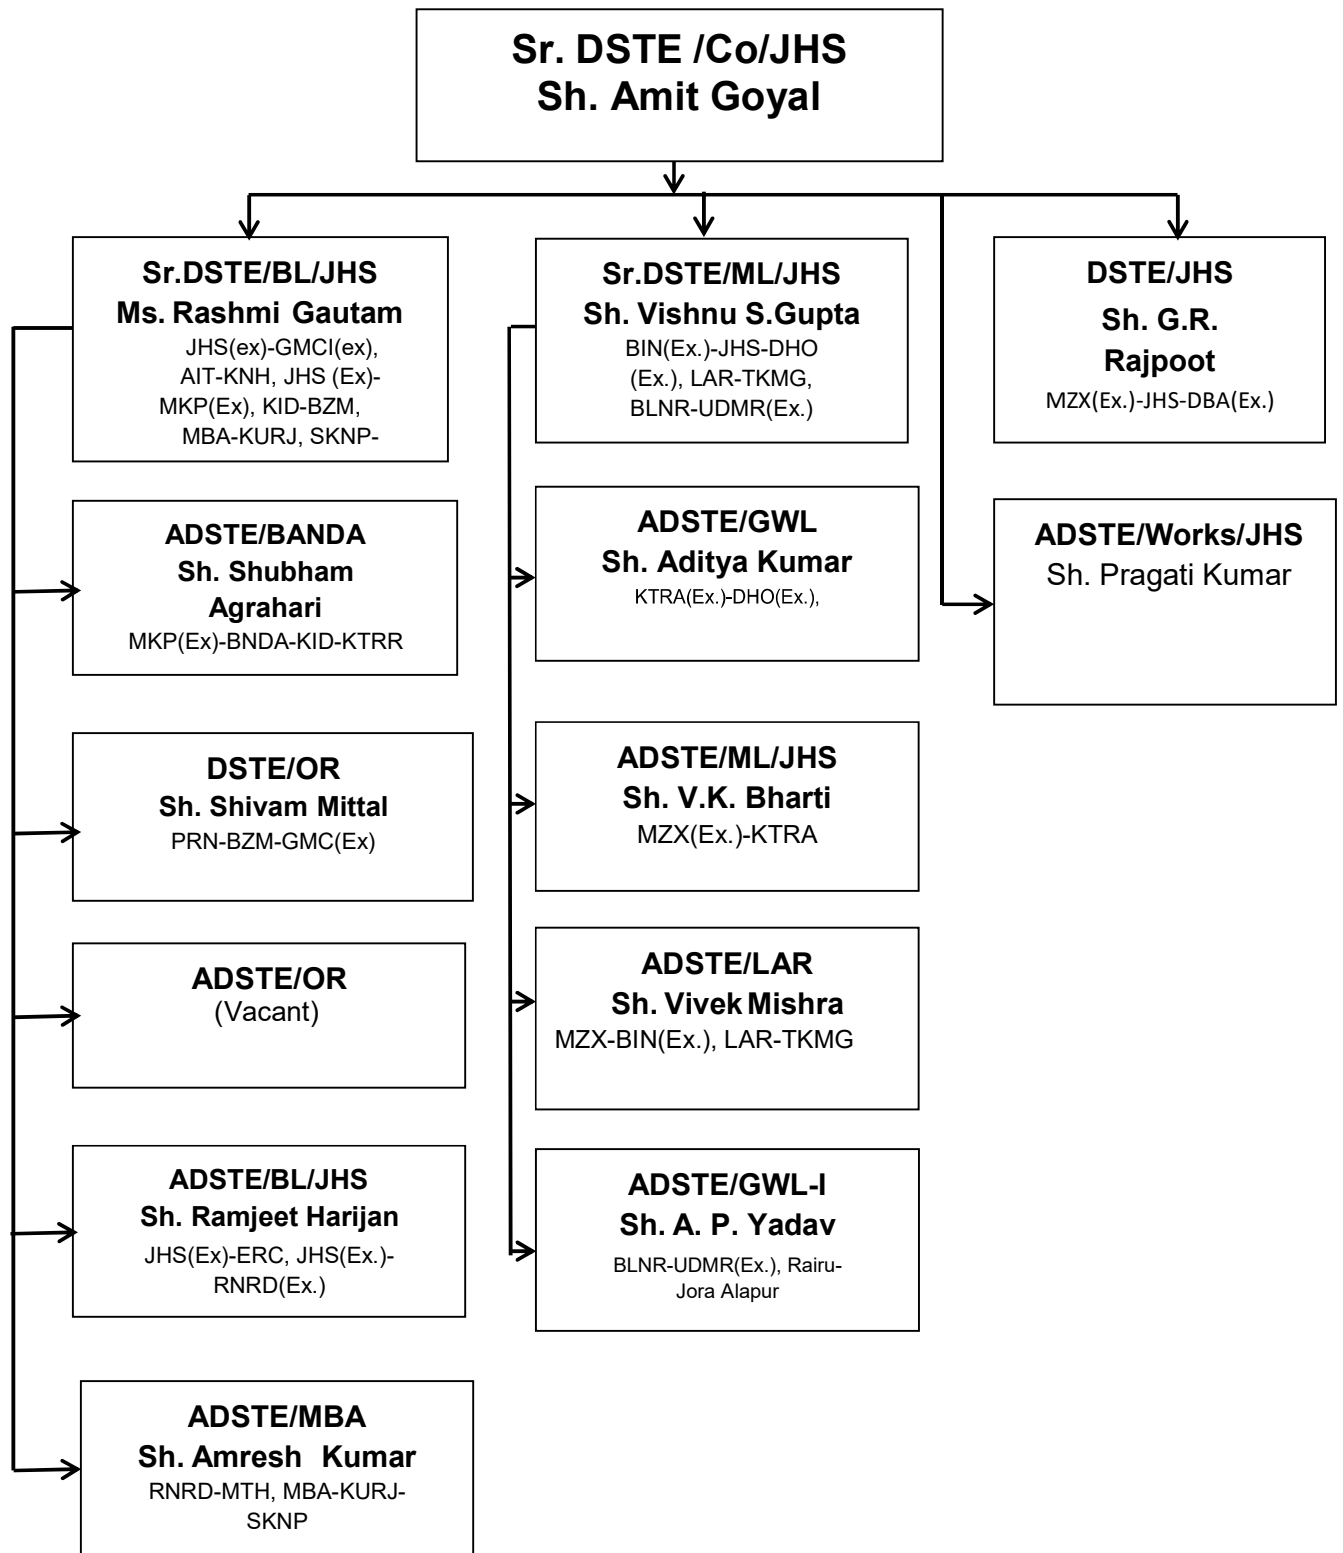 Sr. DSTE /Co/JHS
Sh. Amit Goyal
Sr.DSTE/BL/JHS
Ms. Rashmi Gautam
JHS(ex)-GMCI(ex),
AIT-KNH, JHS (Ex)-
MKP(Ex), KID-BZM,
MBA-KURJ, SKNP-
ADSTE/BANDA
Sh. Shubham
Agrahari
MKP(Ex)-BNDA-KID-KTRR
DSTE/OR
Sh. Shivam Mittal
PRN-BZM-GMC(Ex)
ADSTE/OR
(Vacant)
ADSTE/BL/JHS
Sh. Ramjeet Harijan
JHS(Ex)-ERC, JHS(Ex.)-
RNRD(Ex.)
ADSTE/MBA
Sh. Amresh Kumar
RNRD-MTH, MBA-KURJ-
SKNP
Sr.DSTE/ML/JHS
Sh. Vishnu S.Gupta
BIN(Ex.)-JHS-DHO
(Ex.), LAR-TKMG,
BLNR-UDMR(Ex.)
ADSTE/GWL
Sh. Aditya Kumar
KTRA(Ex.)-DHO(Ex.),
ADSTE/ML/JHS
Sh. V.K. Bharti
MZX(Ex.)-KTRA
ADSTE/LAR
Sh. Vivek Mishra
MZX-BIN(Ex.), LAR-TKMG
ADSTE/GWL-I
Sh. A. P. Yadav
BLNR-UDMR(Ex.), Rairu-
Jora Alapur
DSTE/JHS
Sh. G.R.
Rajpoot
MZX(Ex.)-JHS-DBA(Ex.)
ADSTE/Works/JHS
Sh. Pragati Kumar